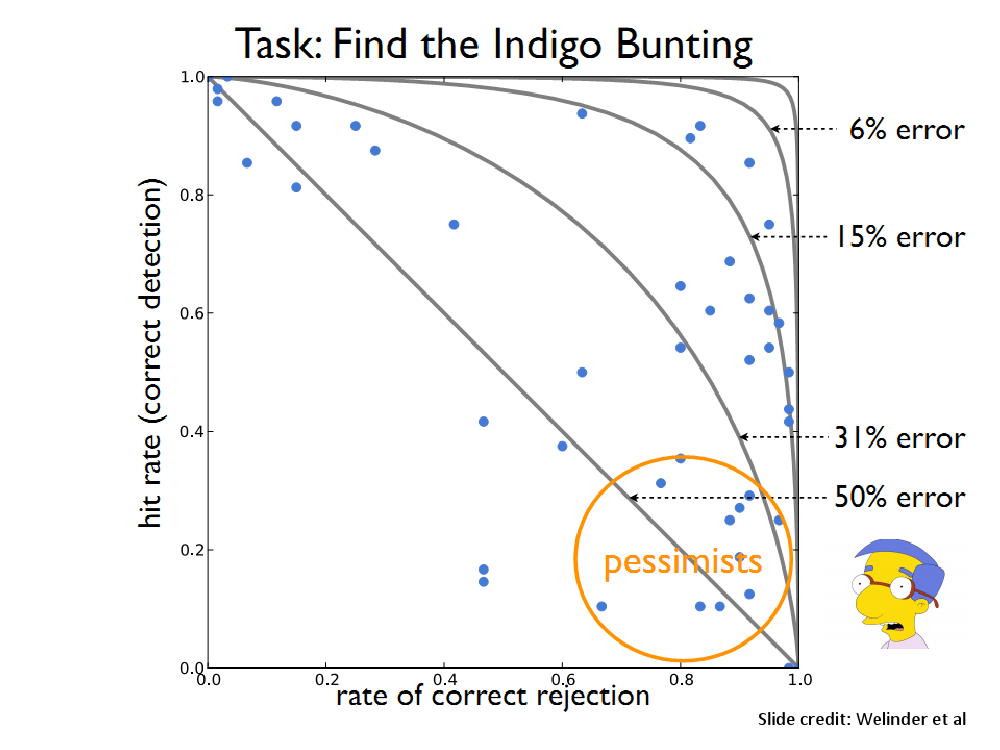 Task: Find the Indigo Bunting
hit rate (correct detection)
1.0
0.8
0.6
0.4
0.2
0.0
0.0 0.2 0.4 0.6 0.8 1.0
rate of correct rejection
6% error
15% error
31% error
50% error
pessimists
Slide credit: Welinder et al